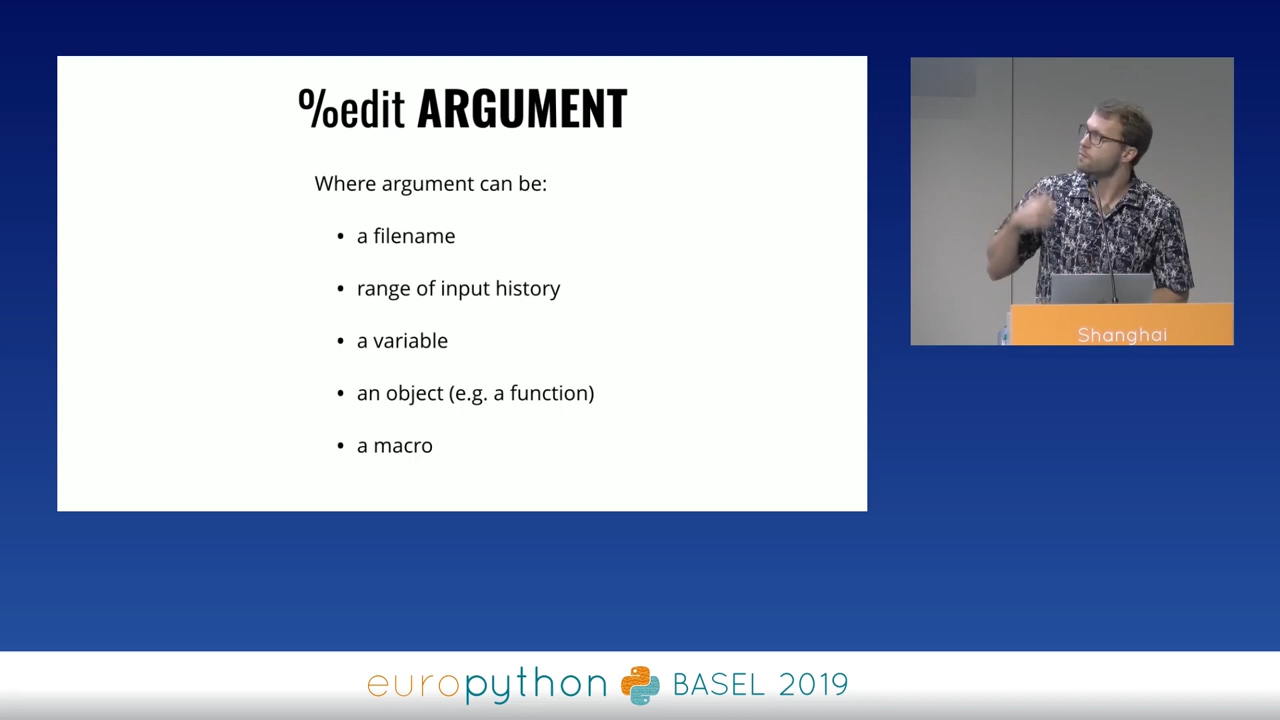 %edit ARGUMENT
Where argument can be:
• a filename
• range of input history
• a variable
• an object (e.g. a function)
• a macro
Shanghai
europython BASEL 2019